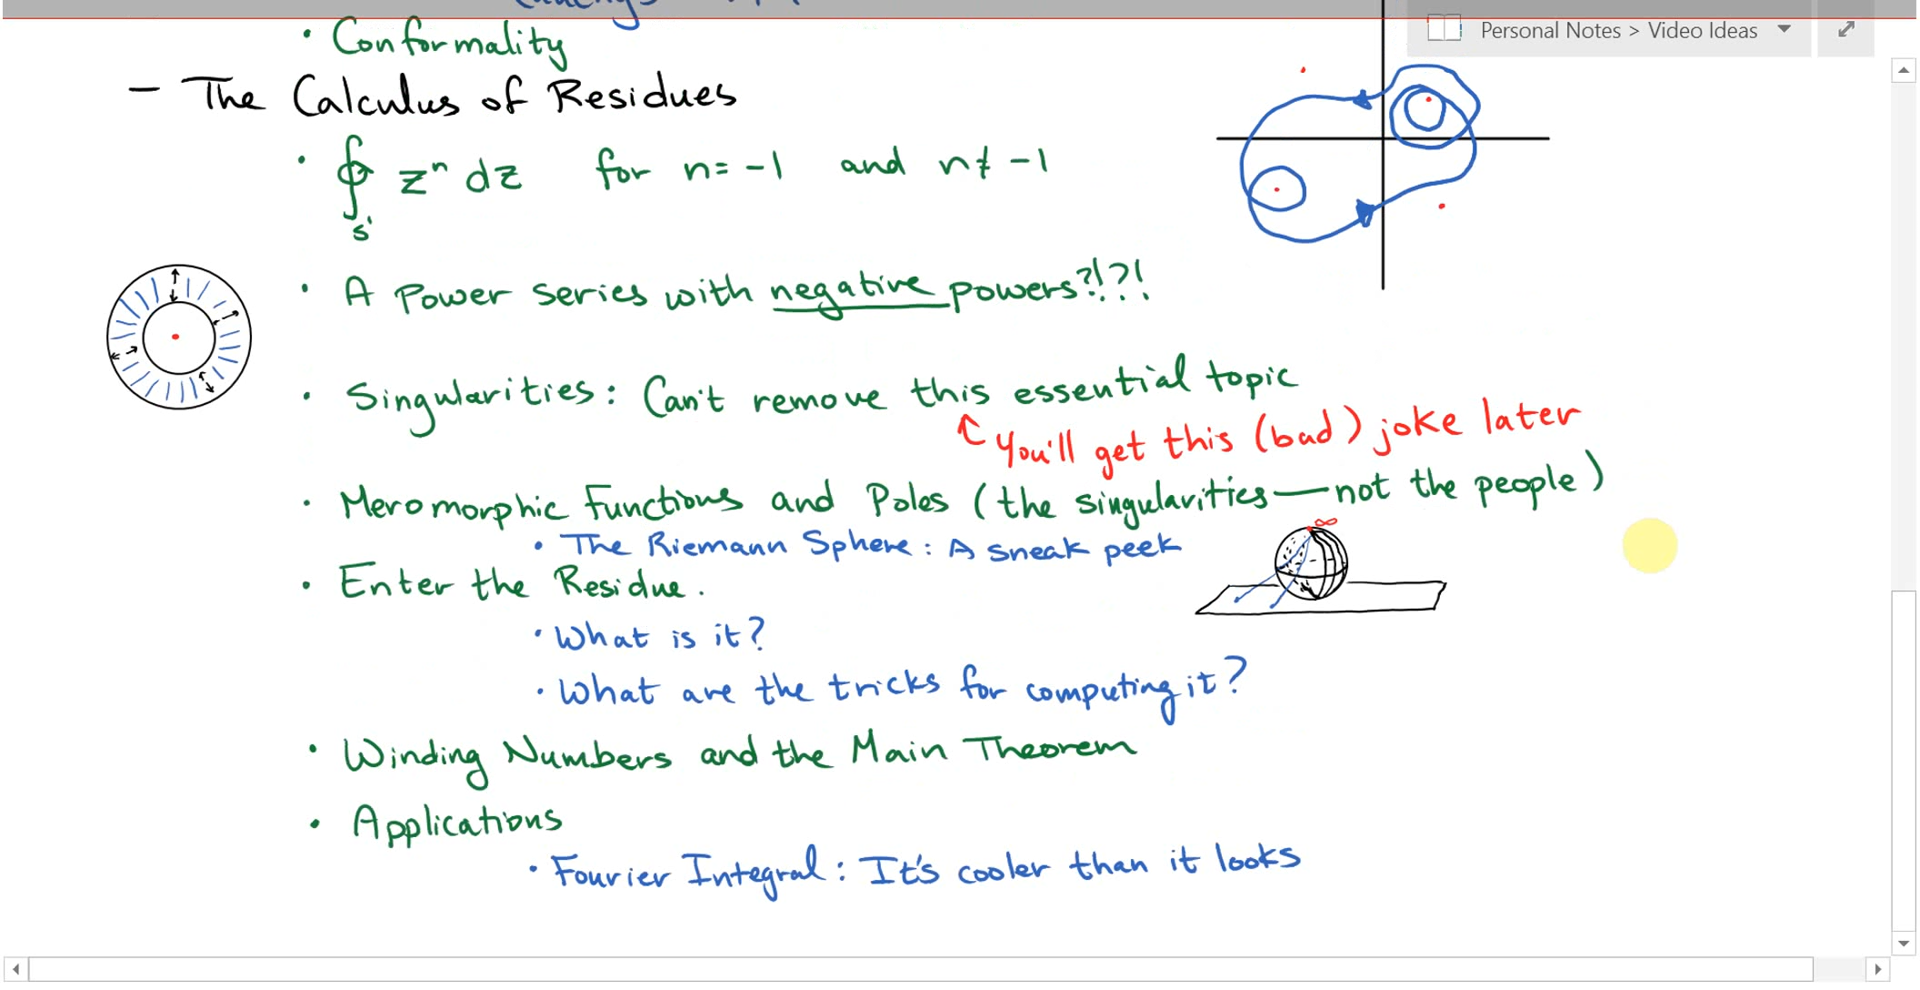 • Conformality
Personal Notes > Video Ideas
– The Calculus of Residues
• ∮ zⁿ dz for n = -1 and n ≠ -1
S¹
• A Power series with negative powers?!?!
• Singularities: Can't remove this essential topic
You'll get this (bad) joke later
• Meromorphic Functions and Poles (the singularities—not the people)
∞
• The Riemann Sphere: A sneak peek
• Enter the Residue.
• What is it?
• What are the tricks for computing it?
• Winding Numbers and the Main Theorem
• Applications
• Fourier Integral: It's cooler than it looks